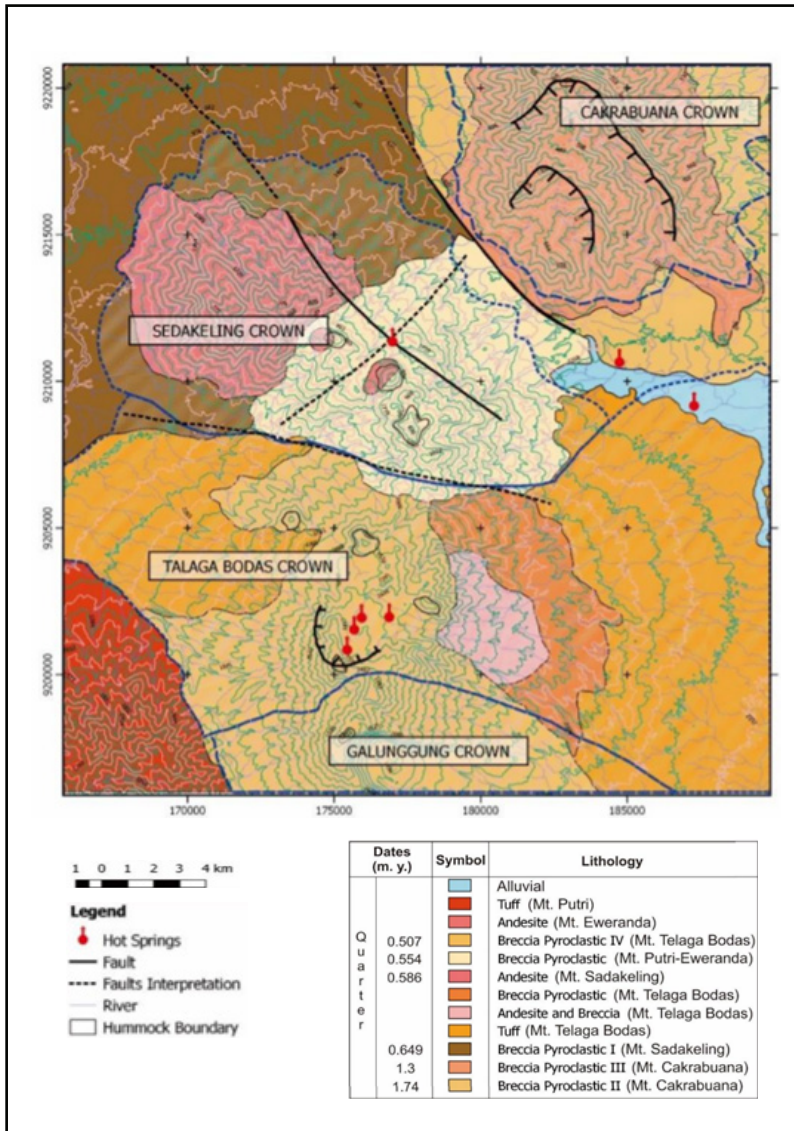 CAKRABUANA CROWN
SEDAKELING CROWN
TALAGA BODAS CROWN
GALUNGGUNG CROWN
9220000
9215000
9210000
9205000
9200000
170000 175000 180000 185000
1 0 1 2 3 4 km
Legend
Hot Springs
Fault
Faults Interpretation
River
Hummock Boundary
Dates (m. y.) Symbol Lithology
Quarter
Alluvial
Tuff (Mt. Putri)
Andesite (Mt. Eweranda)
0.507 Breccia Pyroclastic IV (Mt. Telaga Bodas)
0.554 Breccia Pyroclastic (Mt. Putri-Eweranda)
0.586 Andesite (Mt. Sadakeling)
Breccia Pyroclastic (Mt. Telaga Bodas)
Andesite and Breccia (Mt. Telaga Bodas)
Tuff (Mt. Telaga Bodas)
0.649 Breccia Pyroclastic I (Mt. Sadakeling)
1.3 Breccia Pyroclastic III (Mt. Cakrabuana)
1.74 Breccia Pyroclastic II (Mt. Cakrabuana)